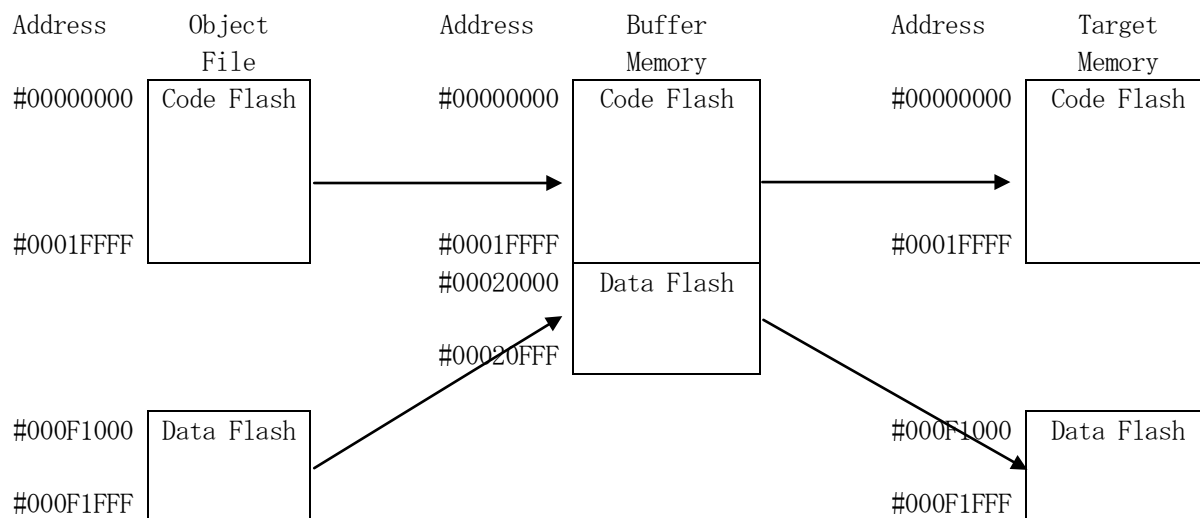 Address Object Address Buffer Address Target
File Memory Memory
#00000000 Code Flash #00000000 Code Flash #00000000 Code Flash
#0001FFFF #0001FFFF #0001FFFF
#00020000 Data Flash
#00020FFF
#000F1000 Data Flash #000F1000 Data Flash
#000F1FFF #000F1FFF